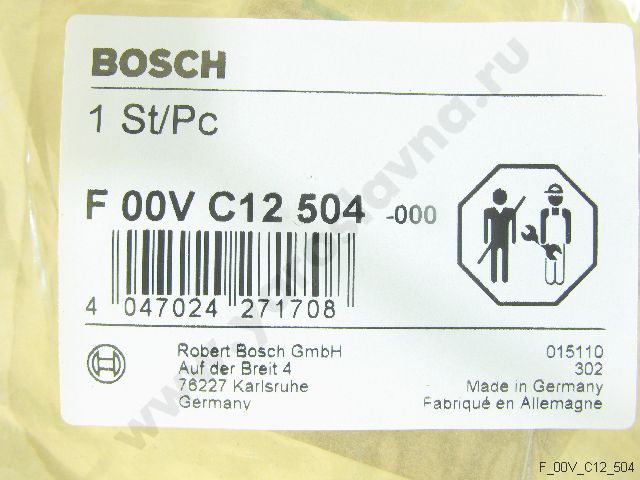 BOSCH
1 St/Pc
F 00V C12 504 -000
4 047024 271708
Robert Bosch GmbH
Auf der Breit 4
76227 Karlsruhe
Germany
015110
302
Made in Germany
Fabriqué en Allemagne
F_00V_C12_504